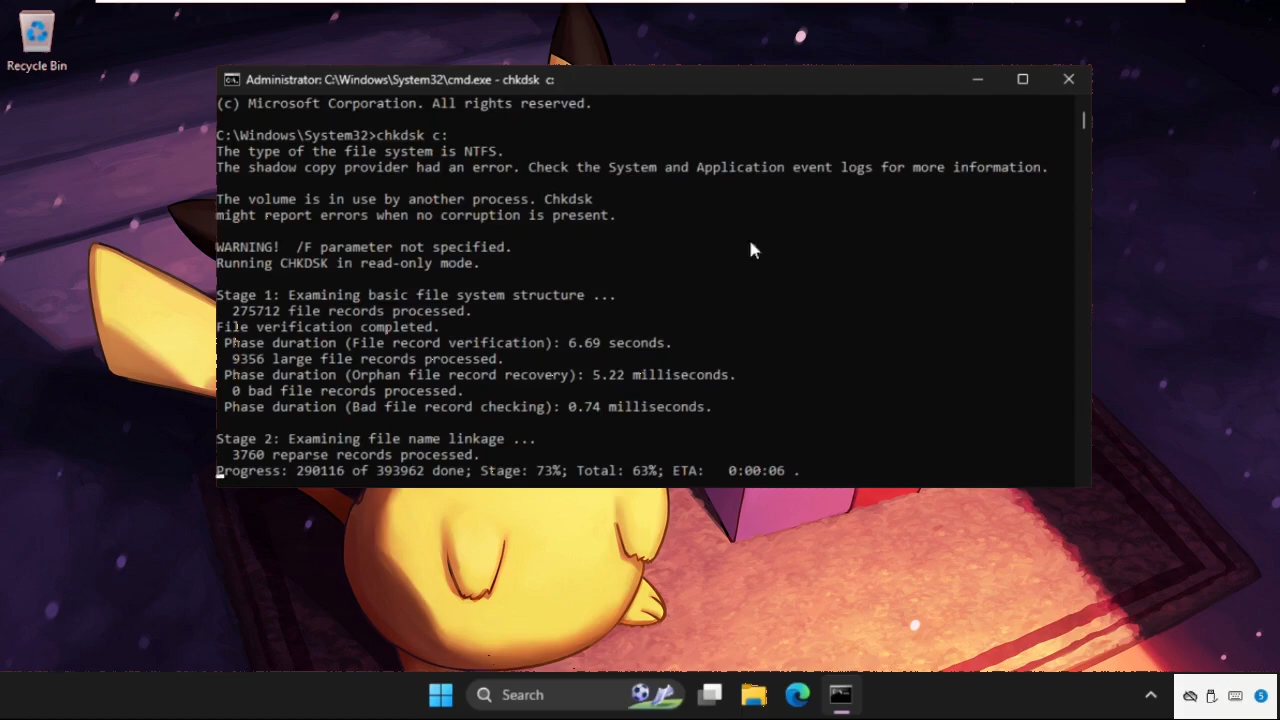 Recycle Bin
Administrator: C:\Windows\System32\cmd.exe - chkdsk c:
(c) Microsoft Corporation. All rights reserved.
C:\Windows\System32>chkdsk c:
The type of the file system is NTFS.
The shadow copy provider had an error. Check the System and Application event logs for more information.
The volume is in use by another process. Chkdsk
might report errors when no corruption is present.
WARNING!  /F parameter not specified.
Running CHKDSK in read-only mode.
Stage 1: Examining basic file system structure ...
275712 file records processed.
File verification completed.
Phase duration (File record verification): 6.69 seconds.
9356 large file records processed.
Phase duration (Orphan file record recovery): 5.22 milliseconds.
0 bad file records processed.
Phase duration (Bad file record checking): 0.74 milliseconds.
Stage 2: Examining file name linkage ...
3760 reparse records processed.
Progress: 290116 of 393962 done; Stage: 73%; Total: 63%; ETA:   0:00:06 .
Search
5